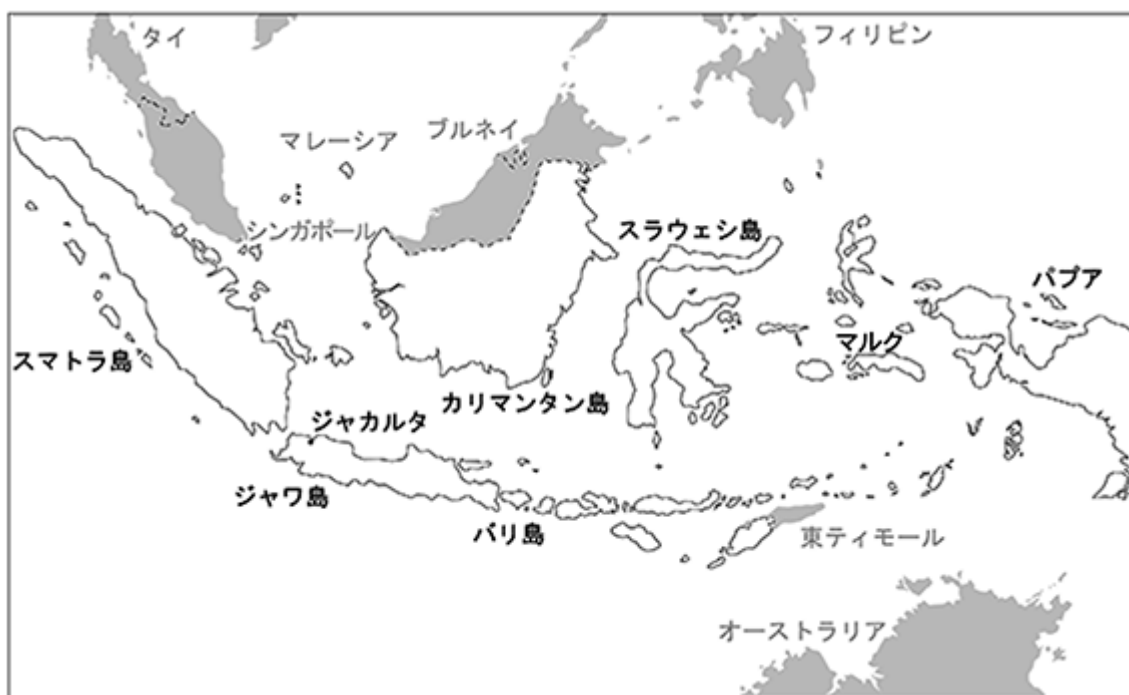 タイ
フィリピン
マレーシア
ブルネイ
シンガポール
スラウェシ島
パプア
マルク
スマトラ島
カリマンタン島
ジャカルタ
ジャワ島
バリ島
東ティモール
オーストラリア